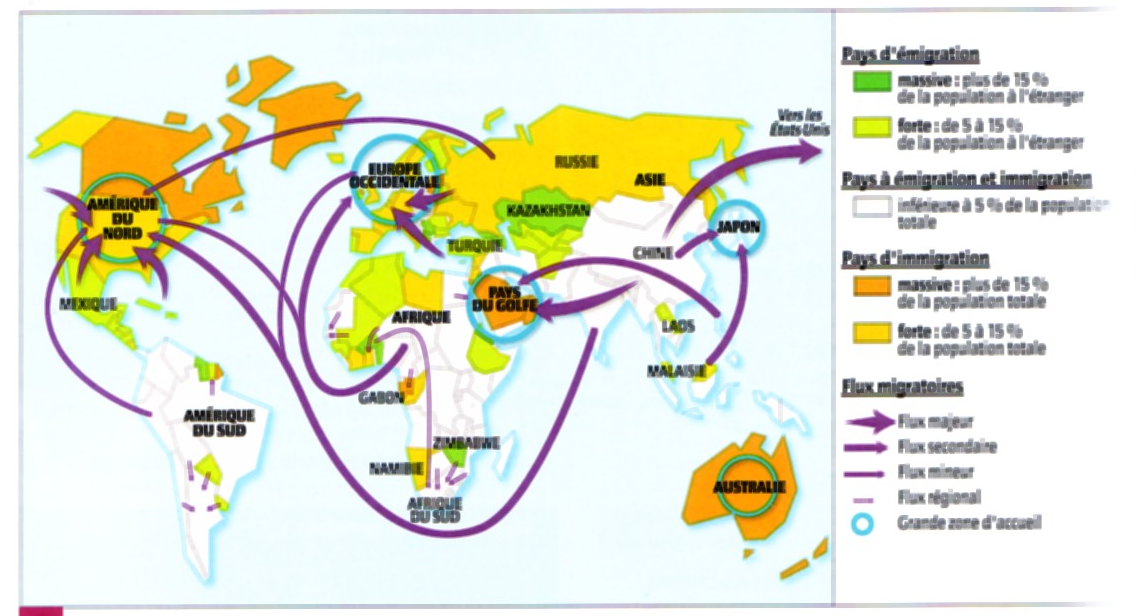 Vers les
États-Unis
RUSSIE
ASIE
EUROPE
OCCIDENTALE
AMÉRIQUE
DU
NORD
KAZAKHSTAN
JAPON
TURQUIE
CHINE
MEXIQUE
PAYS
DU GOLFE
AFRIQUE
LAOS
MALAISIE
GABON
AMÉRIQUE
DU SUD
ZIMBABWE
NAMIBIE
AUSTRALIE
AFRIQUE
DU SUD
Pays d'émigration
massive : plus de 15 %
de la population à l'étranger
forte : de 5 à 15 %
de la population à l'étranger
Pays à émigration et immigration
inférieure à 5 % de la population
totale
Pays d'immigration
massive : plus de 15 %
de la population totale
forte : de 5 à 15 %
de la population totale
Flux migratoires
Flux majeur
Flux secondaire
Flux mineur
Flux régional
Grande zone d'accueil